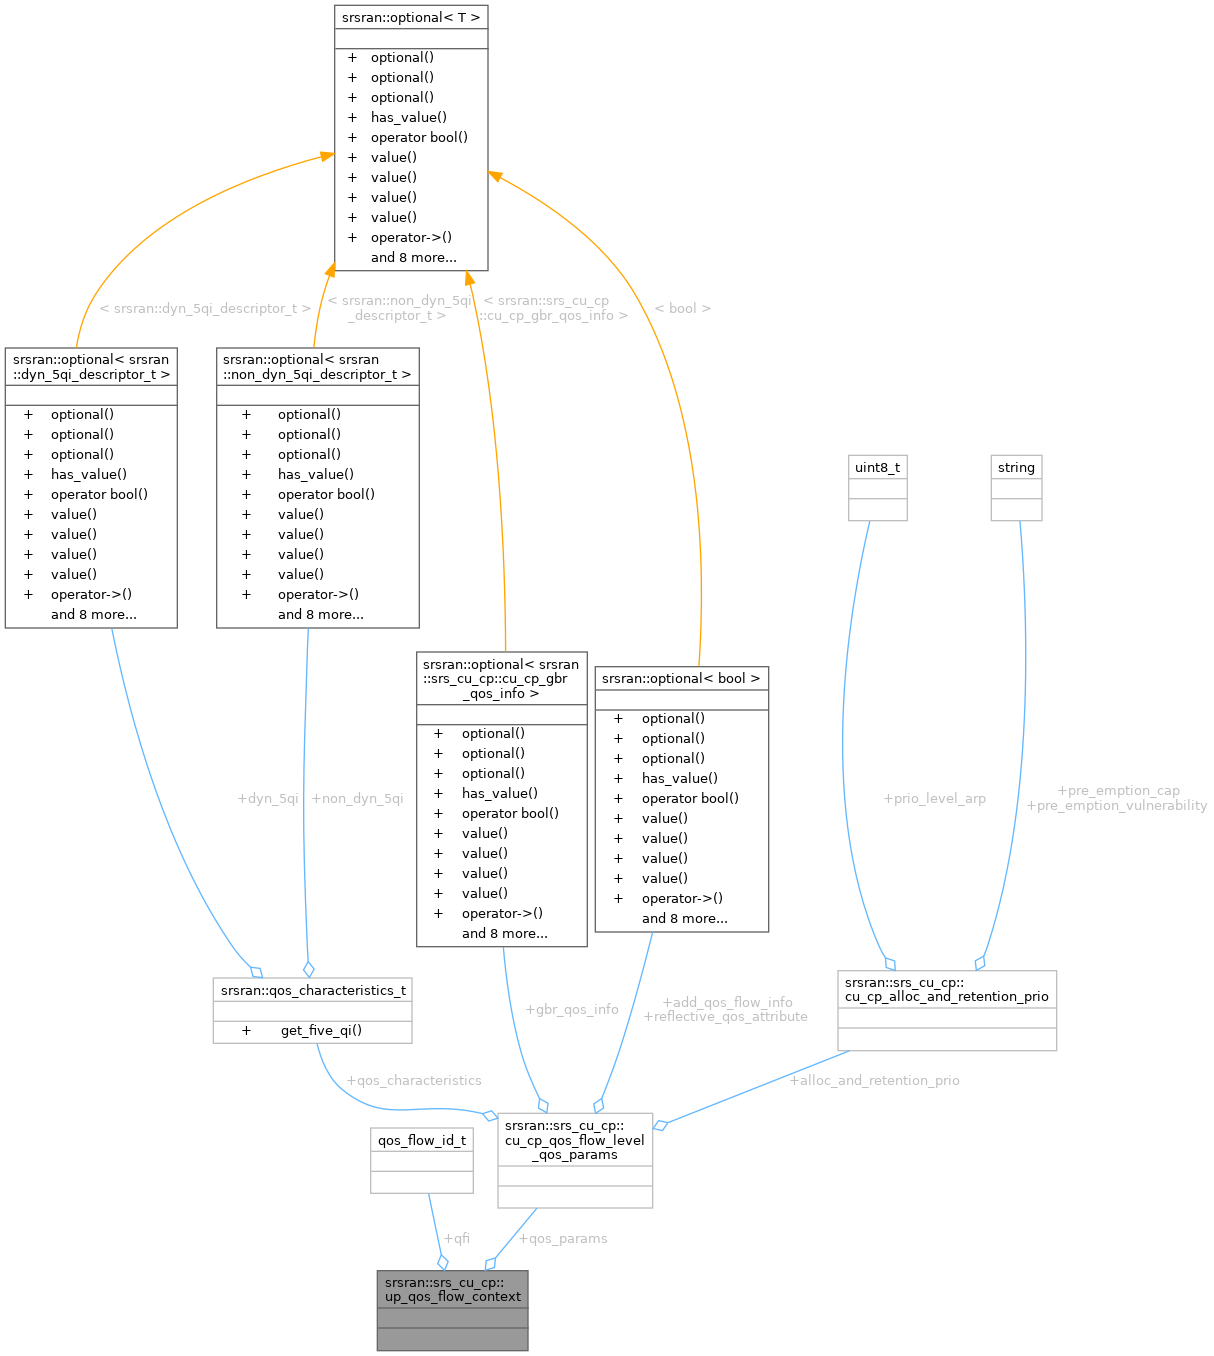 srsran::optional< T >
+ optional()
+ optional()
+ optional()
+ has_value()
+ operator bool()
+ value()
+ value()
+ value()
+ value()
+ operator->()
and 8 more...
< srsran::dyn_5qi_descriptor_t >
< srsran::non_dyn_5qi
_descriptor_t >
< srsran::srs_cu_cp
::cu_cp_gbr_qos_info >
< bool >
srsran::optional< srsran
::dyn_5qi_descriptor_t >
+ optional()
+ optional()
+ optional()
+ has_value()
+ operator bool()
+ value()
+ value()
+ value()
+ value()
+ operator->()
and 8 more...
srsran::optional< srsran
::non_dyn_5qi_descriptor_t >
+ optional()
+ optional()
+ optional()
+ has_value()
+ operator bool()
+ value()
+ value()
+ value()
+ value()
+ operator->()
and 8 more...
uint8_t
string
srsran::optional< srsran
::srs_cu_cp::cu_cp_gbr
_qos_info >
+ optional()
+ optional()
+ optional()
+ has_value()
+ operator bool()
+ value()
+ value()
+ value()
+ value()
+ operator->()
and 8 more...
srsran::optional< bool >
+ optional()
+ optional()
+ optional()
+ has_value()
+ operator bool()
+ value()
+ value()
+ value()
+ value()
+ operator->()
and 8 more...
+dyn_5qi
+non_dyn_5qi
+prio_level_arp
+pre_emption_cap
+pre_emption_vulnerability
srsran::qos_characteristics_t
+ get_five_qi()
+gbr_qos_info
+add_qos_flow_info
+reflective_qos_attribute
srsran::srs_cu_cp::
cu_cp_alloc_and_retention_prio
+qos_characteristics
+alloc_and_retention_prio
qos_flow_id_t
srsran::srs_cu_cp::
cu_cp_qos_flow_level
_qos_params
+qfi
+qos_params
srsran::srs_cu_cp::
up_qos_flow_context